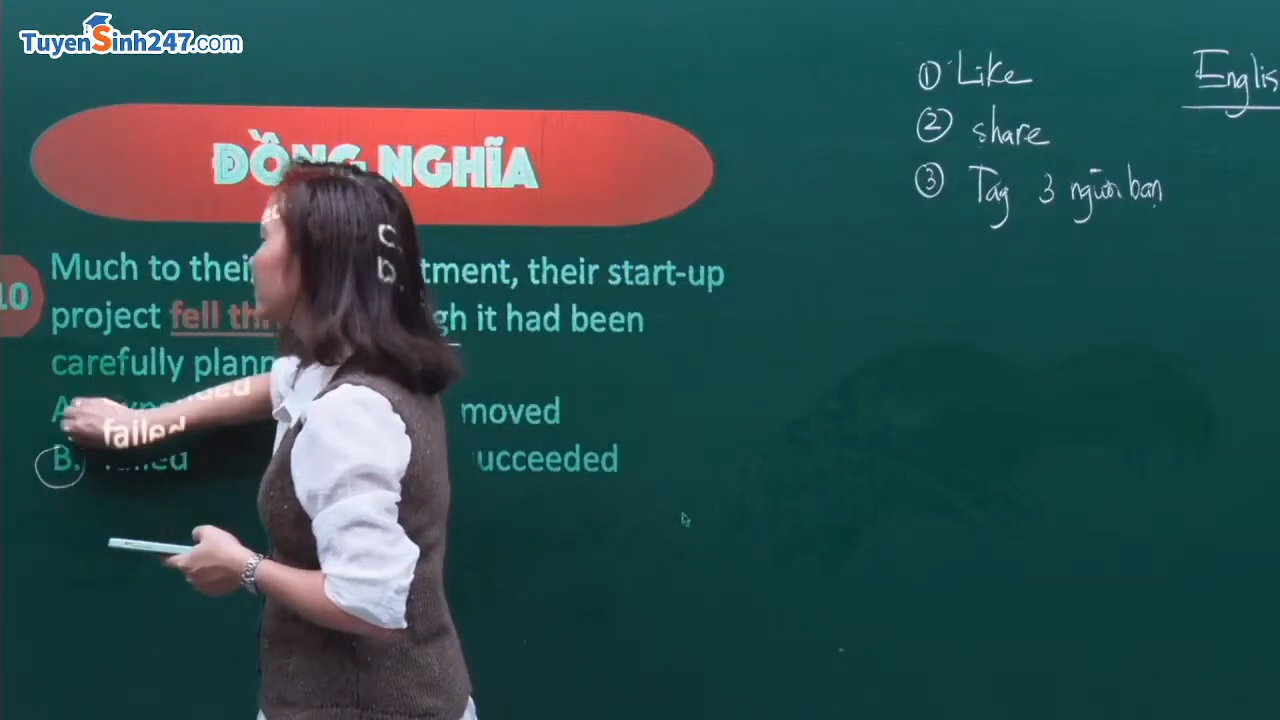 TuyenSinh247.com
ĐỒNG NGHĨA
10
Much to their tment, their start-up
project fell gh it had been
carefully
A. moved
B. failed ucceeded
① Like
② share
③ Tag 3 người bạn
Englis